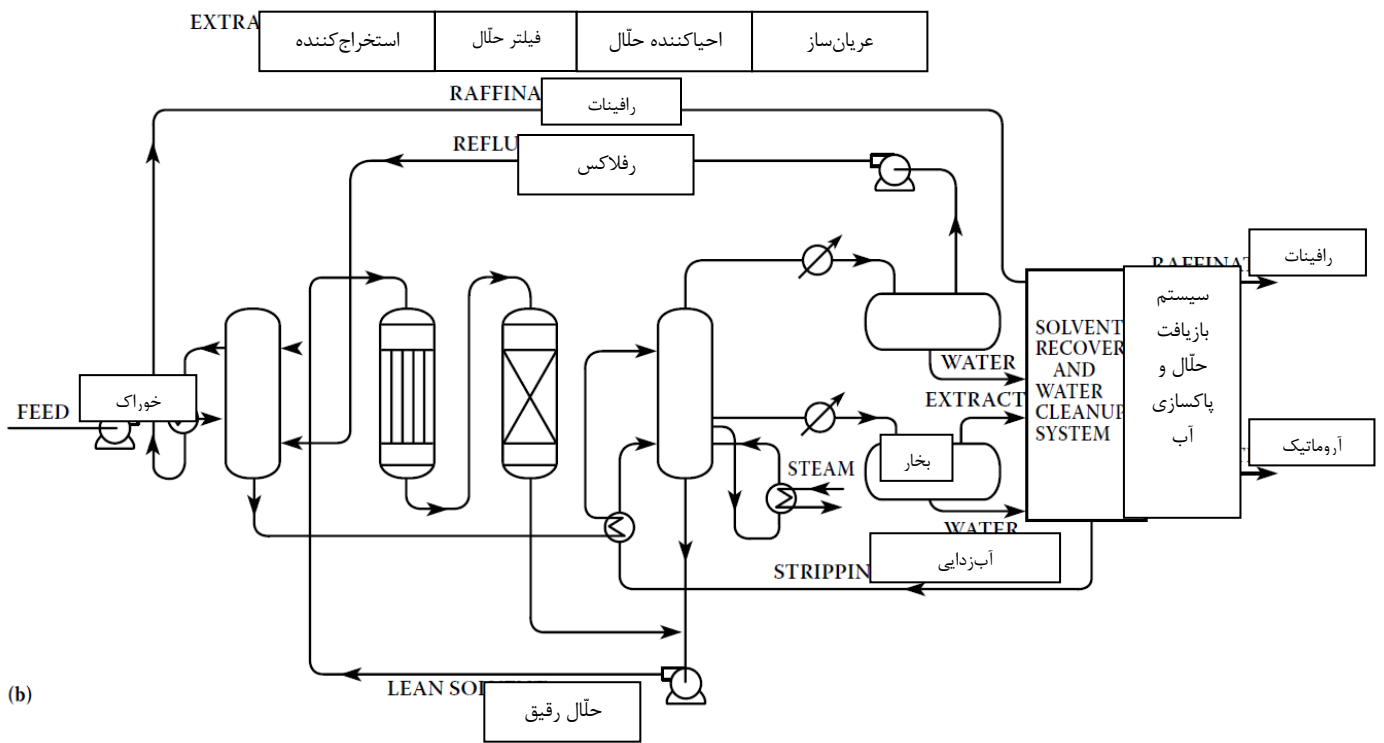 EXTRA
استخراج‌کننده
فیلتر حلّال
احیاکننده حلّال
عریان‌ساز
RAFFINA
رافینات
REFLU
رفلاکس
رافینات
سیستم
بازیافت
حلّال و
پاکسازی
آب
SOLVENT
RECOVER
AND
WATER
CLEANUP
SYSTEM
WATER
EXTRACT
خوراک
FEED
آروماتیک
بخار
STEAM
WATER
آب‌زدایی
STRIPPIN
LEAN SOL
حلّال رقیق
(b)